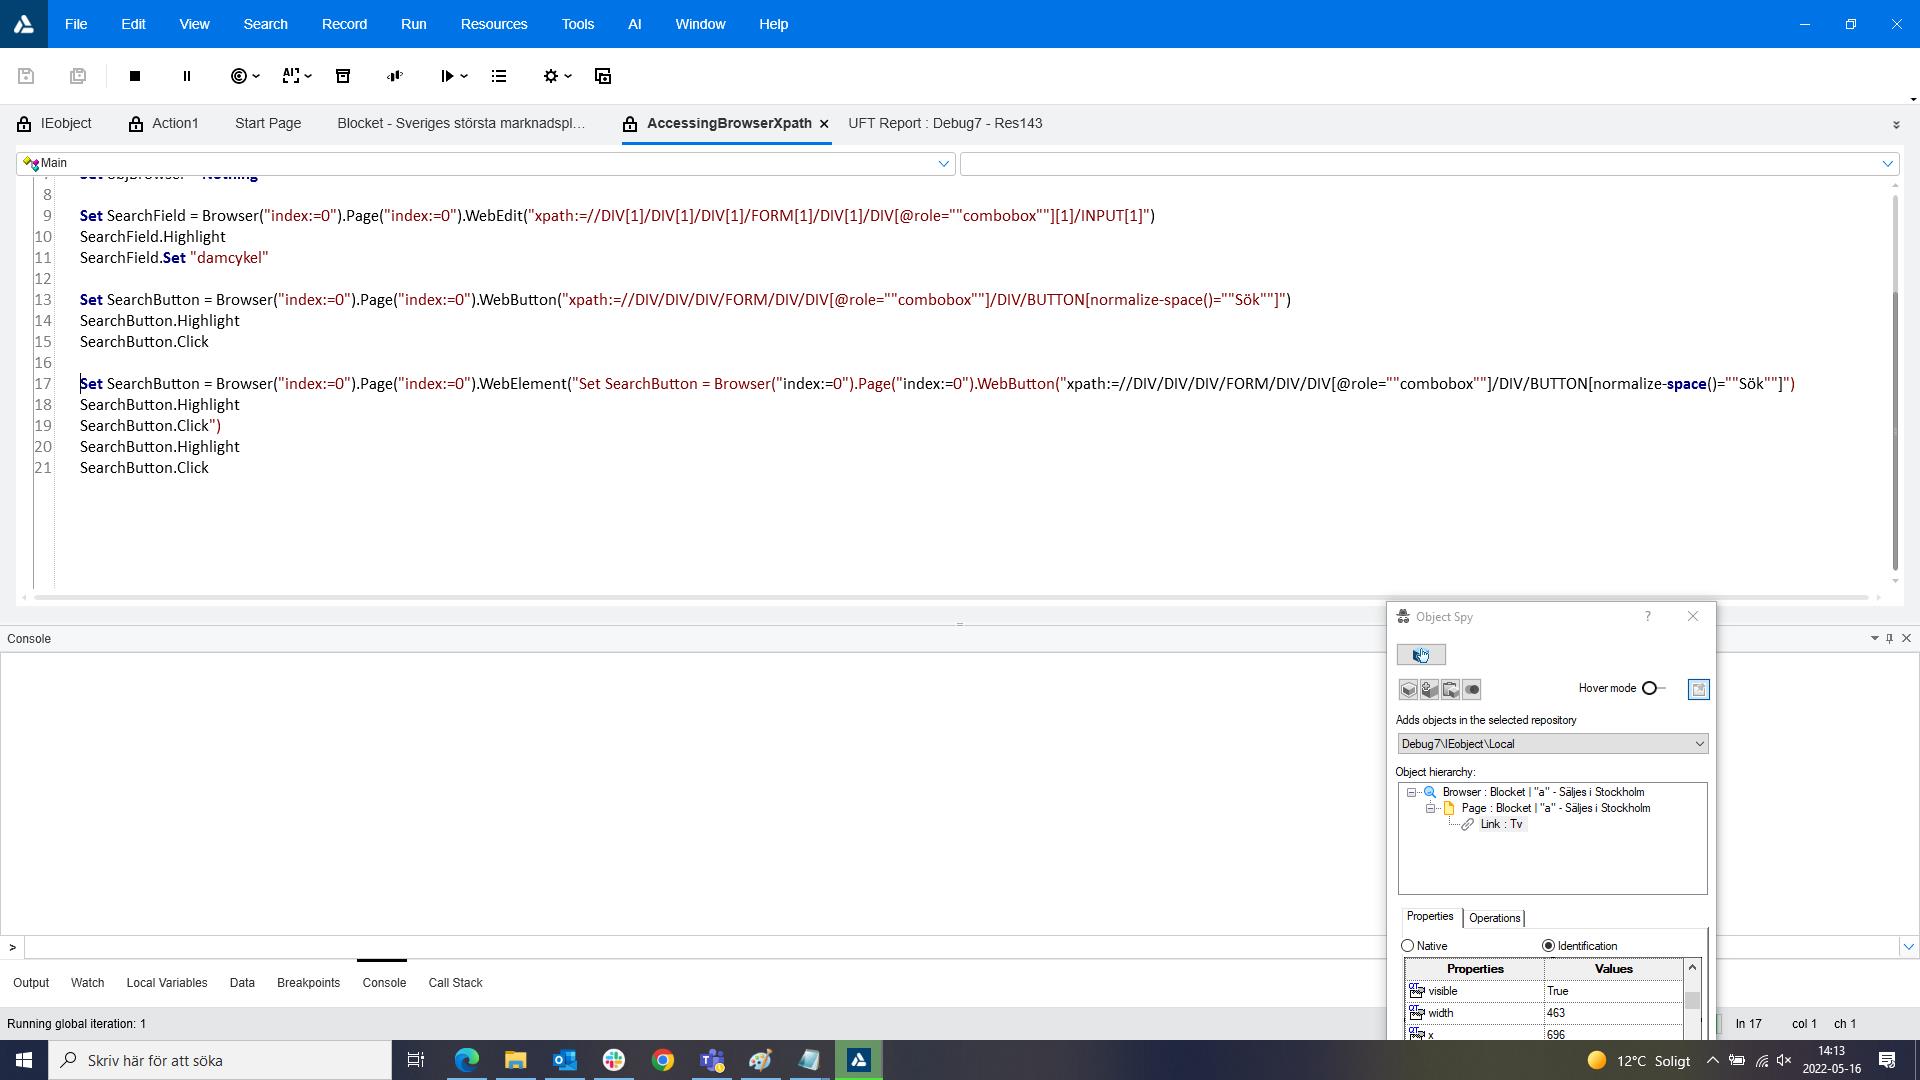 File Edit View Search Record Run Resources Tools AI Window Help
AI
IEobject Action1 Start Page Blocket - Sveriges största marknadspl... AccessingBrowserXpath UFT Report : Debug7 - Res143
Main
7 Set objBrowser = Nothing
8
9 Set SearchField = Browser("index:=0").Page("index:=0").WebEdit("xpath:=//DIV[1]/DIV[1]/DIV[1]/FORM[1]/DIV[1]/DIV[@role=""combobox""][1]/INPUT[1]")
10 SearchField.Highlight
11 SearchField.Set "damcykel"
12
13 Set SearchButton = Browser("index:=0").Page("index:=0").WebButton("xpath:=//DIV/DIV/DIV/FORM/DIV/DIV[@role=""combobox""]/DIV/BUTTON[normalize-space()=""Sök""]")
14 SearchButton.Highlight
15 SearchButton.Click
16
17 Set SearchButton = Browser("index:=0").Page("index:=0").WebElement("Set SearchButton = Browser("index:=0").Page("index:=0").WebButton("xpath:=//DIV/DIV/DIV/FORM/DIV/DIV[@role=""combobox""]/DIV/BUTTON[normalize-space()=""Sök""]")
18 SearchButton.Highlight
19 SearchButton.Click")
20 SearchButton.Highlight
21 SearchButton.Click
Console
Object Spy ?
Hover mode
Adds objects in the selected repository
Debug7\IEobject\Local
Object hierarchy:
Browser : Blocket | "a" - Säljes i Stockholm
Page : Blocket | "a" - Säljes i Stockholm
Link : Tv
Properties Operations
Native Identification
Properties Values
visible True
width 463
x 696
>
Output Watch Local Variables Data Breakpoints Console Call Stack
Running global iteration: 1 ln 17 col 1 ch 1
Skriv här för att söka
12°C Soligt
14:13
2022-05-16